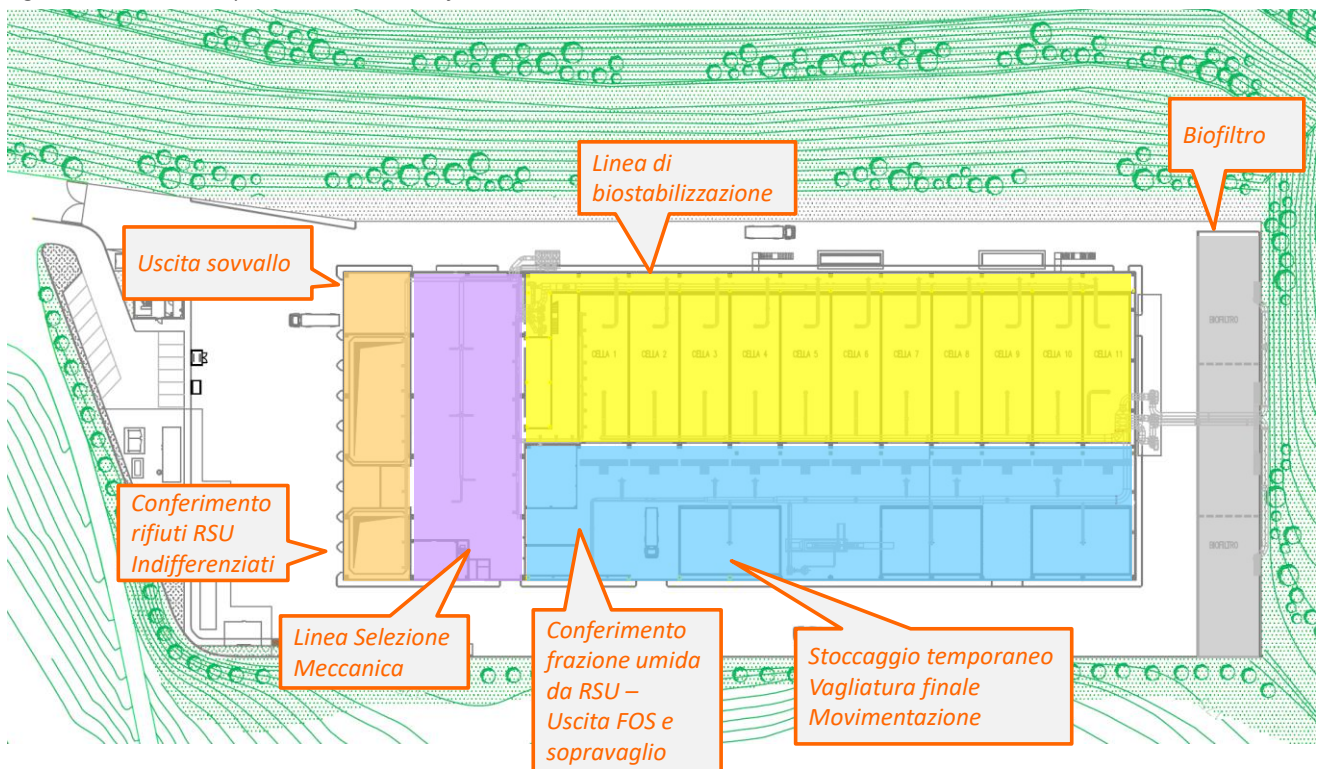 Biofiltro
Linea di
biostabilizzazione
Uscita sovvallo
BIOFILTRO
CELLA 1
CELLA 2
CELLA 3
CELLA 4
CELLA 5
CELLA 6
CELLA 7
CELLA 8
CELLA 9
CELLA 10
CELLA 11
Conferimento
rifiuti RSU
Indifferenziati
BIOFILTRO
Linea Selezione
Meccanica
Conferimento
frazione umida
da RSU –
Uscita FOS e
sopravaglio
Stoccaggio temporaneo
Vagliatura finale
Movimentazione